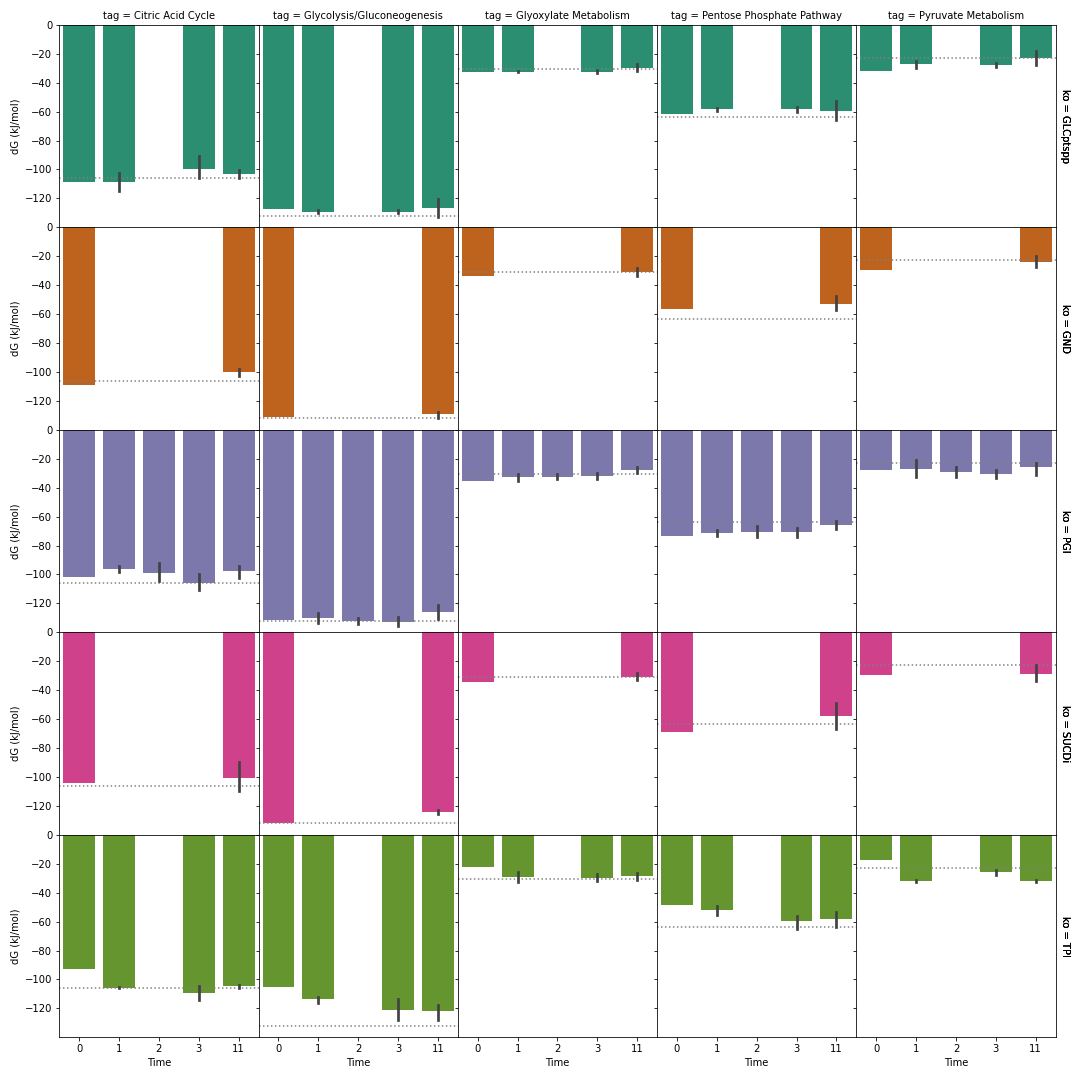 tag = Citric Acid Cycle
tag = Glycolysis/Gluconeogenesis
tag = Glyoxylate Metabolism
tag = Pentose Phosphate Pathway
tag = Pyruvate Metabolism
0
−20
−40
−60
−80
−100
−120
dG (kJ/mol)
ko = GLCptspp
0
−20
−40
−60
−80
−100
−120
dG (kJ/mol)
ko = GND
0
−20
−40
−60
−80
−100
−120
dG (kJ/mol)
ko = PGI
0
−20
−40
−60
−80
−100
−120
dG (kJ/mol)
ko = SUCDi
0
−20
−40
−60
−80
−100
−120
dG (kJ/mol)
ko = TPI
0 1 2 3 11
0 1 2 3 11
0 1 2 3 11
0 1 2 3 11
0 1 2 3 11
Time
Time
Time
Time
Time